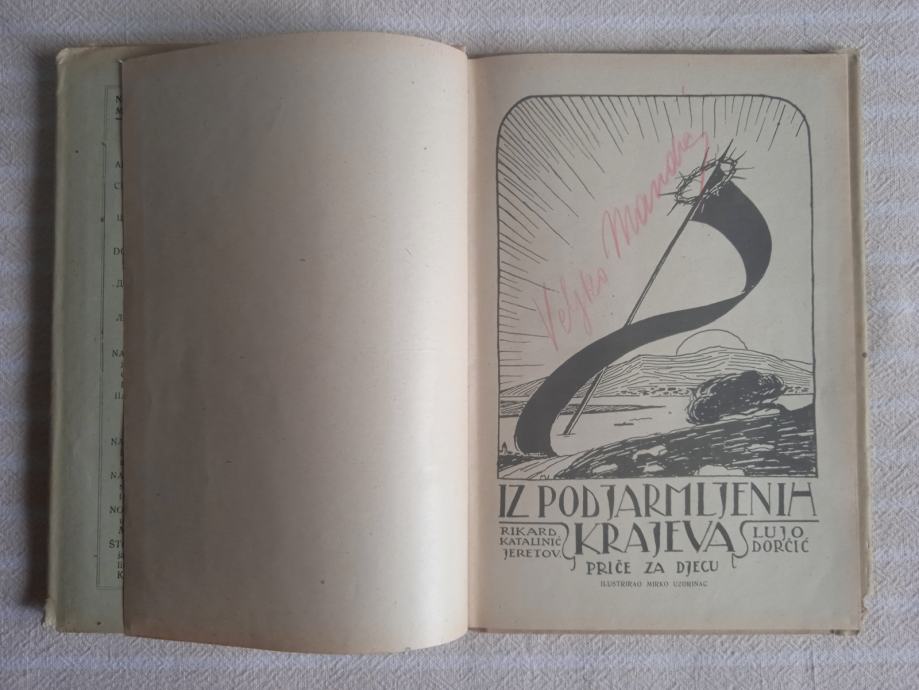 Veljko Mandić
IZ PODJARMLJENIH
RIKARD
KATALINIĆ
JERETOV
KRAJEVA
LUJO
DORČIĆ
PRIČE ZA DJECU
ILUSTRIRAO MIRKO UZORINAC